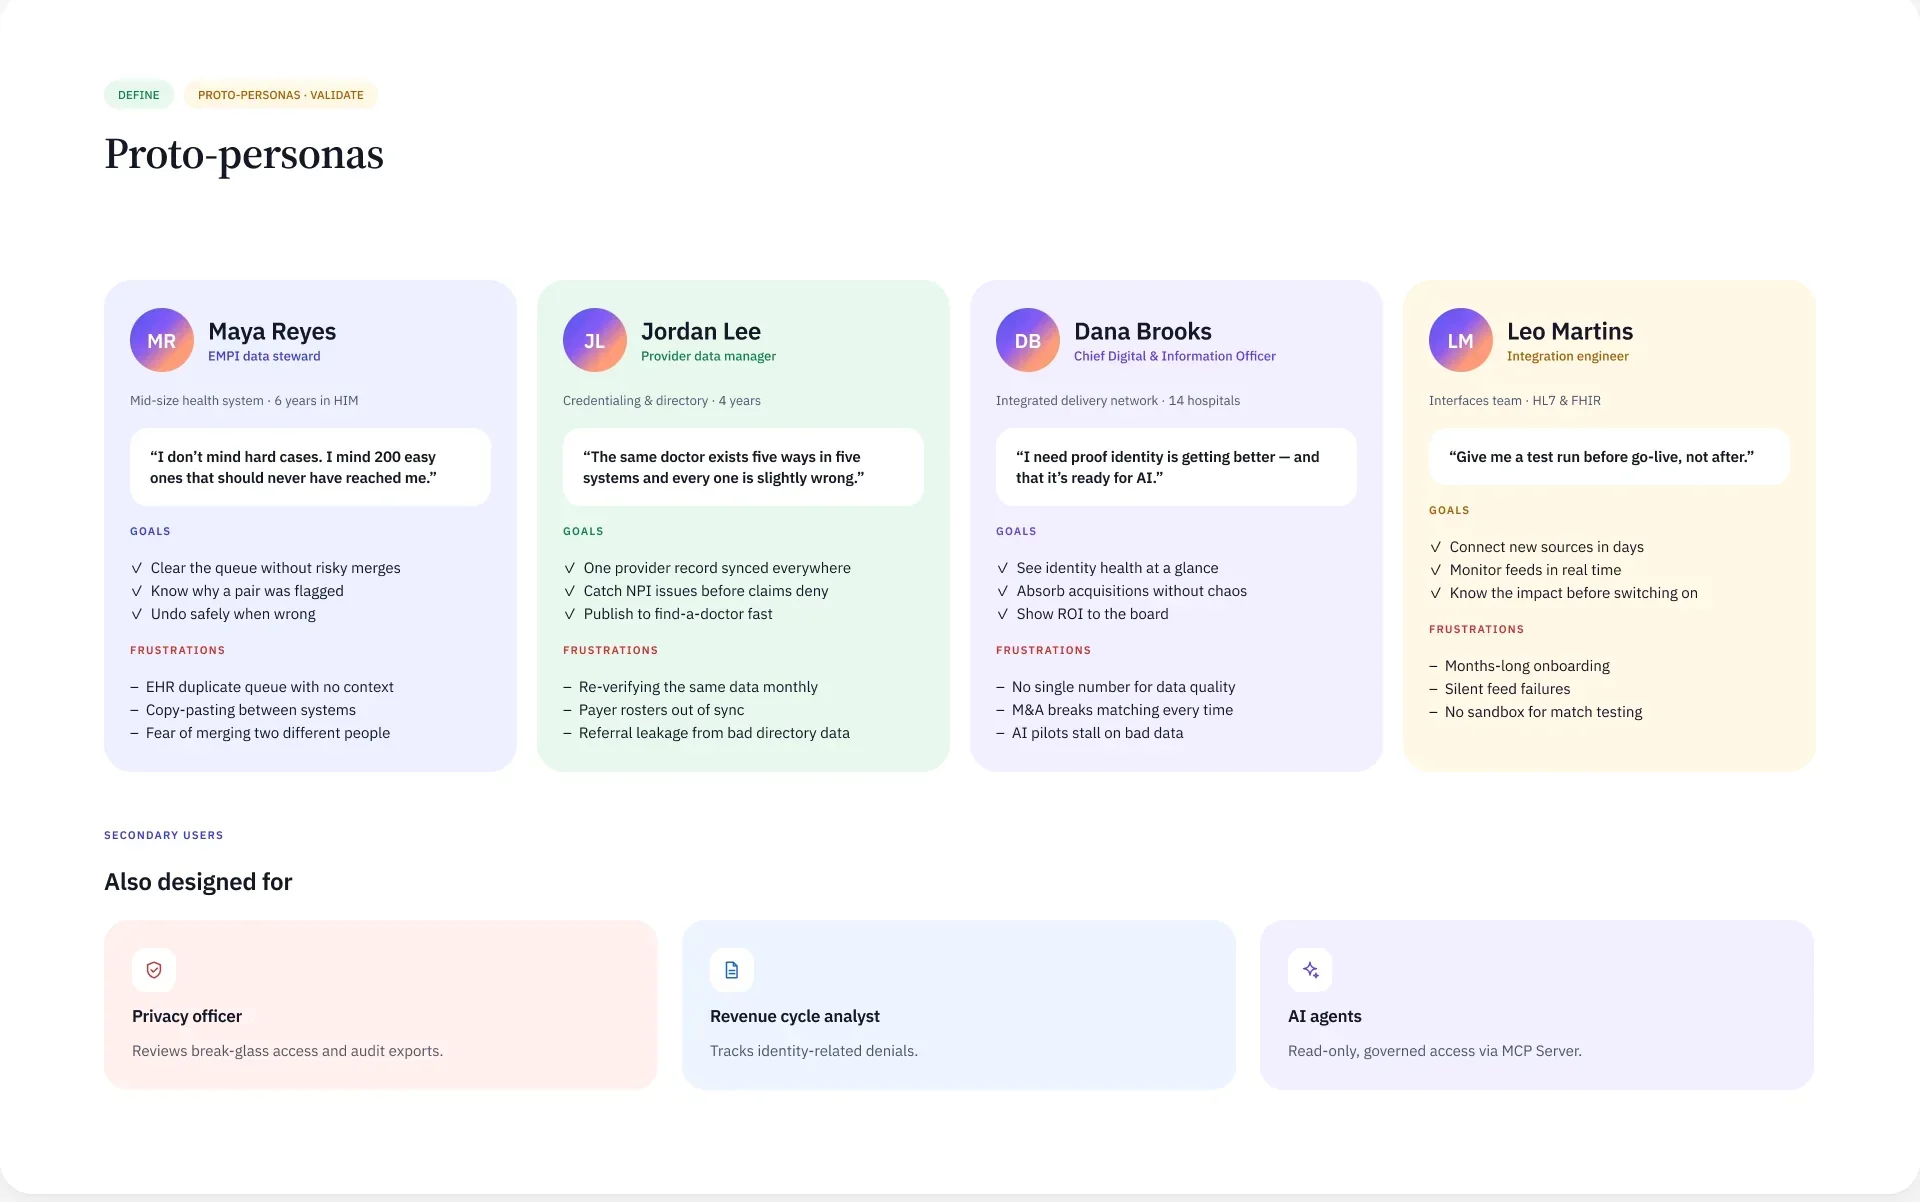 DEFINE
PROTO-PERSONAS · VALIDATE
Proto-personas
MR
Maya Reyes
EMPI data steward
Mid-size health system · 6 years in HIM
“I don’t mind hard cases. I mind 200 easy
ones that should never have reached me.”
GOALS
✓ Clear the queue without risky merges
✓ Know why a pair was flagged
✓ Undo safely when wrong
FRUSTRATIONS
– EHR duplicate queue with no context
– Copy-pasting between systems
– Fear of merging two different people
JL
Jordan Lee
Provider data manager
Credentialing & directory · 4 years
“The same doctor exists five ways in five
systems and every one is slightly wrong.”
GOALS
✓ One provider record synced everywhere
✓ Catch NPI issues before claims deny
✓ Publish to find-a-doctor fast
FRUSTRATIONS
– Re-verifying the same data monthly
– Payer rosters out of sync
– Referral leakage from bad directory data
DB
Dana Brooks
Chief Digital & Information Officer
Integrated delivery network · 14 hospitals
“I need proof identity is getting better — and
that it’s ready for AI.”
GOALS
✓ See identity health at a glance
✓ Absorb acquisitions without chaos
✓ Show ROI to the board
FRUSTRATIONS
– No single number for data quality
– M&A breaks matching every time
– AI pilots stall on bad data
LM
Leo Martins
Integration engineer
Interfaces team · HL7 & FHIR
“Give me a test run before go-live, not after.”
GOALS
✓ Connect new sources in days
✓ Monitor feeds in real time
✓ Know the impact before switching on
FRUSTRATIONS
– Months-long onboarding
– Silent feed failures
– No sandbox for match testing
SECONDARY USERS
Also designed for
Privacy officer
Reviews break-glass access and audit exports.
Revenue cycle analyst
Tracks identity-related denials.
AI agents
Read-only, governed access via MCP Server.